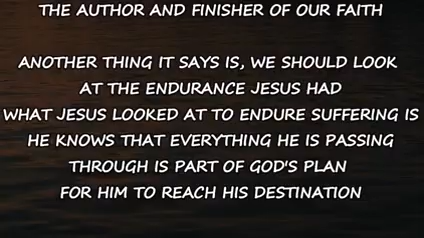 THE AUTHOR AND FINISHER OF OUR FAITH
ANOTHER THING IT SAYS IS, WE SHOULD LOOK
AT THE ENDURANCE JESUS HAD
WHAT JESUS LOOKED AT TO ENDURE SUFFERING IS
HE KNOWS THAT EVERYTHING HE IS PASSING
THROUGH IS PART OF GOD'S PLAN
FOR HIM TO REACH HIS DESTINATION